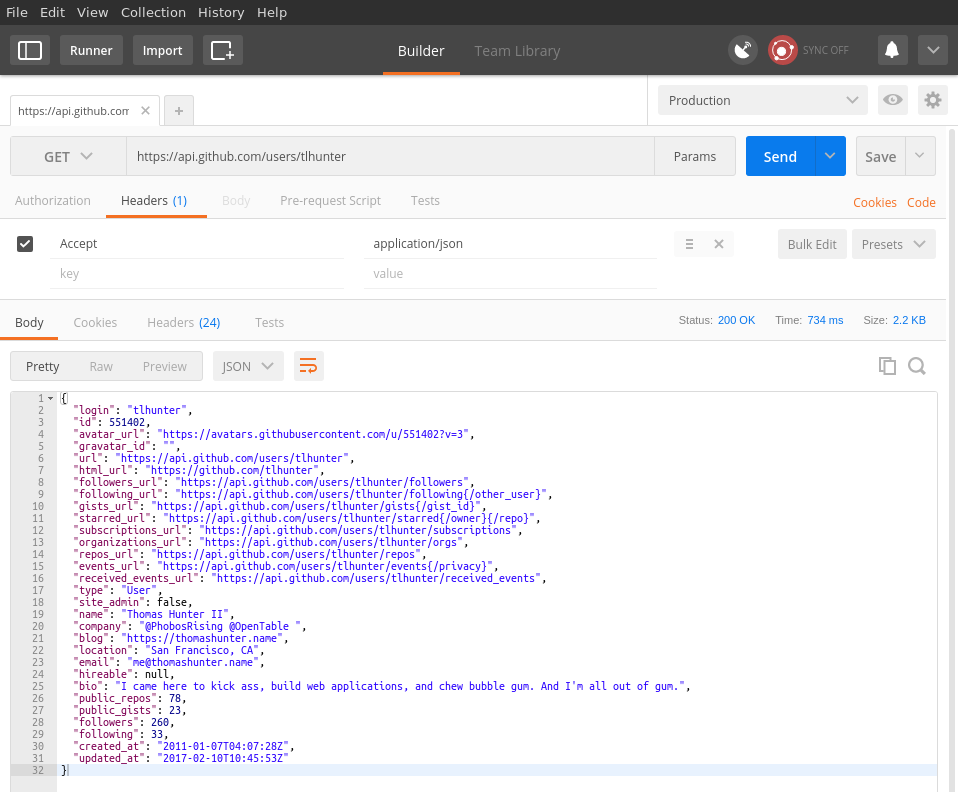 File Edit View Collection History Help
Runner Import Builder Team Library SYNC OFF
https://api.github.com Production
GET https://api.github.com/users/tlhunter Params Send Save
Authorization Headers (1) Body Pre-request Script Tests Cookies Code
Accept application/json Bulk Edit Presets
key value
Body Cookies Headers (24) Tests Status: 200 OK Time: 734 ms Size: 2.2 KB
Pretty Raw Preview JSON
1 {
2 "login": "tlhunter",
3 "id": 551402,
4 "avatar_url": "https://avatars.githubusercontent.com/u/551402?v=3",
5 "gravatar_id": "",
6 "url": "https://api.github.com/users/tlhunter",
7 "html_url": "https://github.com/tlhunter",
8 "followers_url": "https://api.github.com/users/tlhunter/followers",
9 "following_url": "https://api.github.com/users/tlhunter/following{/other_user}",
10 "gists_url": "https://api.github.com/users/tlhunter/gists{/gist_id}",
11 "starred_url": "https://api.github.com/users/tlhunter/starred{/owner}{/repo}",
12 "subscriptions_url": "https://api.github.com/users/tlhunter/subscriptions",
13 "organizations_url": "https://api.github.com/users/tlhunter/orgs",
14 "repos_url": "https://api.github.com/users/tlhunter/repos",
15 "events_url": "https://api.github.com/users/tlhunter/events{/privacy}",
16 "received_events_url": "https://api.github.com/users/tlhunter/received_events",
17 "type": "User",
18 "site_admin": false,
19 "name": "Thomas Hunter II",
20 "company": "@PhobosRising @OpenTable ",
21 "blog": "https://thomashunter.name",
22 "location": "San Francisco, CA",
23 "email": "me@thomashunter.name",
24 "hireable": null,
25 "bio": "I came here to kick ass, build web applications, and chew bubble gum. And I'm all out of gum.",
26 "public_repos": 78,
27 "public_gists": 23,
28 "followers": 260,
29 "following": 33,
30 "created_at": "2011-01-07T04:07:28Z",
31 "updated_at": "2017-02-10T10:45:53Z"
32 }